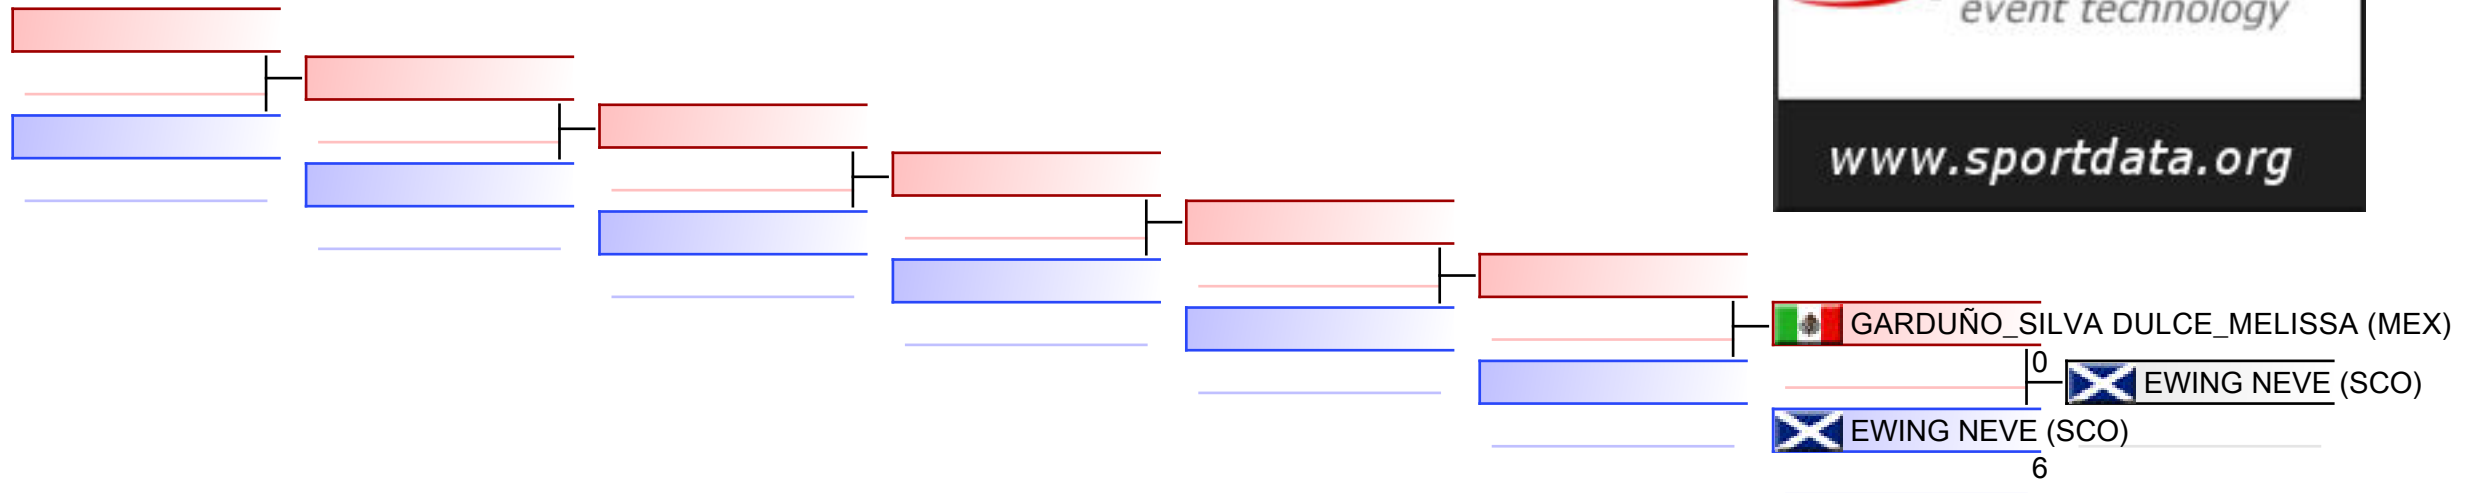 event technology
www.sportdata.org
GARDUÑO_SILVA DULCE_MELISSA (MEX)
0
EWING NEVE (SCO)
EWING NEVE (SCO)
6